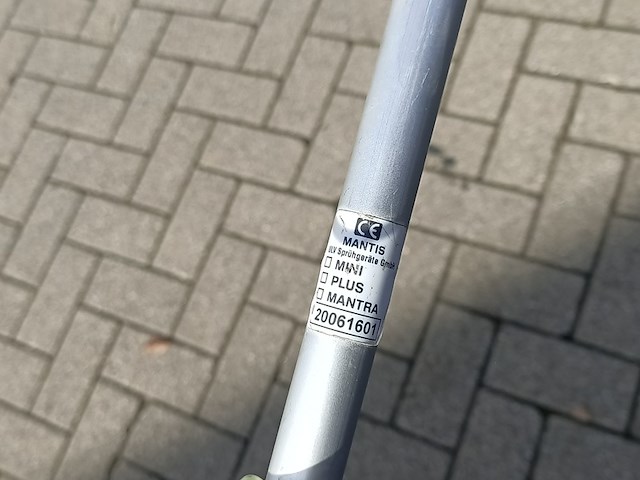 CE
MANTIS
ULV Sprühgeräte GmbH
MINI
PLUS
MANTRA
20061601